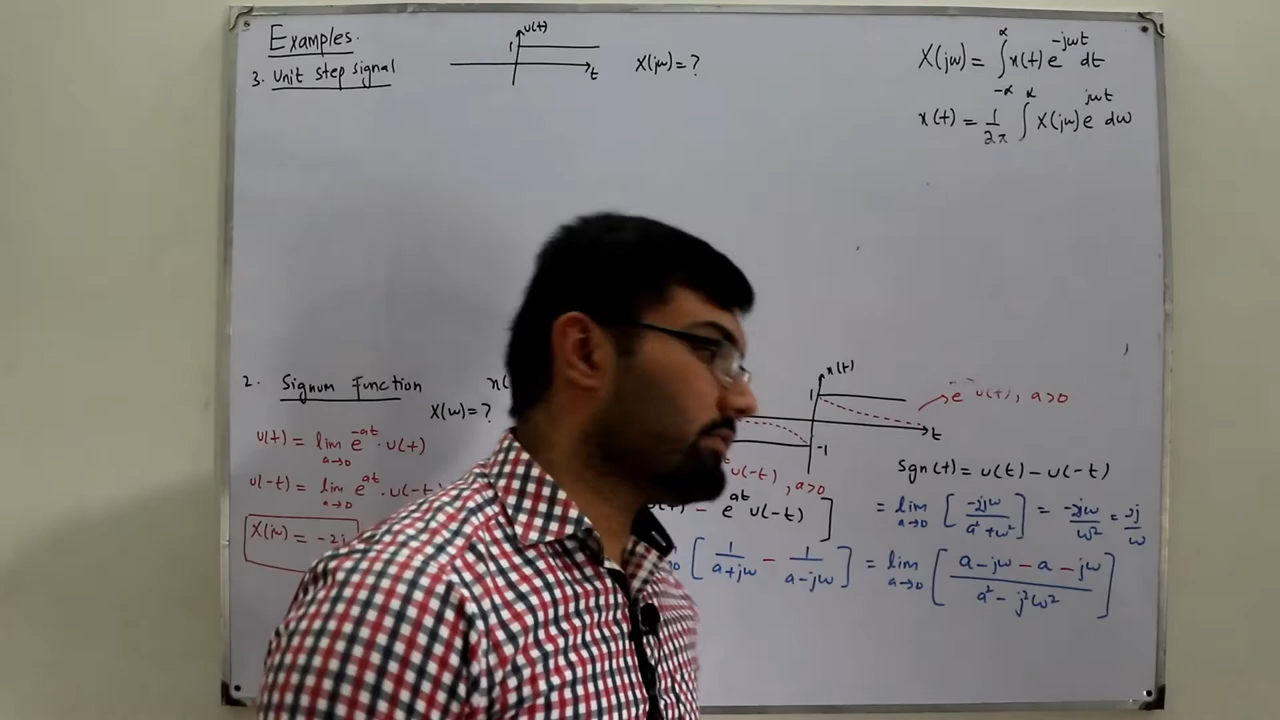 Examples.
3. Unit step signal
u(t)
1
t
X(jω) = ?
X(jω) = ∫ x(t) e^{-jωt} dt
-α
α
x(t) = 1/2π ∫ X(jω) e^{jωt} dω
α
2. Signum Function
x(
X(ω) = ?
x(t)
1
-1
t
e u(t), a>0
u(t) = lim a→0 e^{-at} · u(t)
u(-t) = lim a→0 e^{at} · u(-t
u(-t), a>0
sgn(t) = u(t) - u(-t)
- e^{at} u(-t) ]
= lim a→0 [ -2jω / a²+ω² ] = -2jω / ω² = 2j / ω
X(jω) = -2j
[ 1 / a+jω - 1 / a-jω ] = lim a→0 [ a - jω - a - jω / a² - j²ω² ]